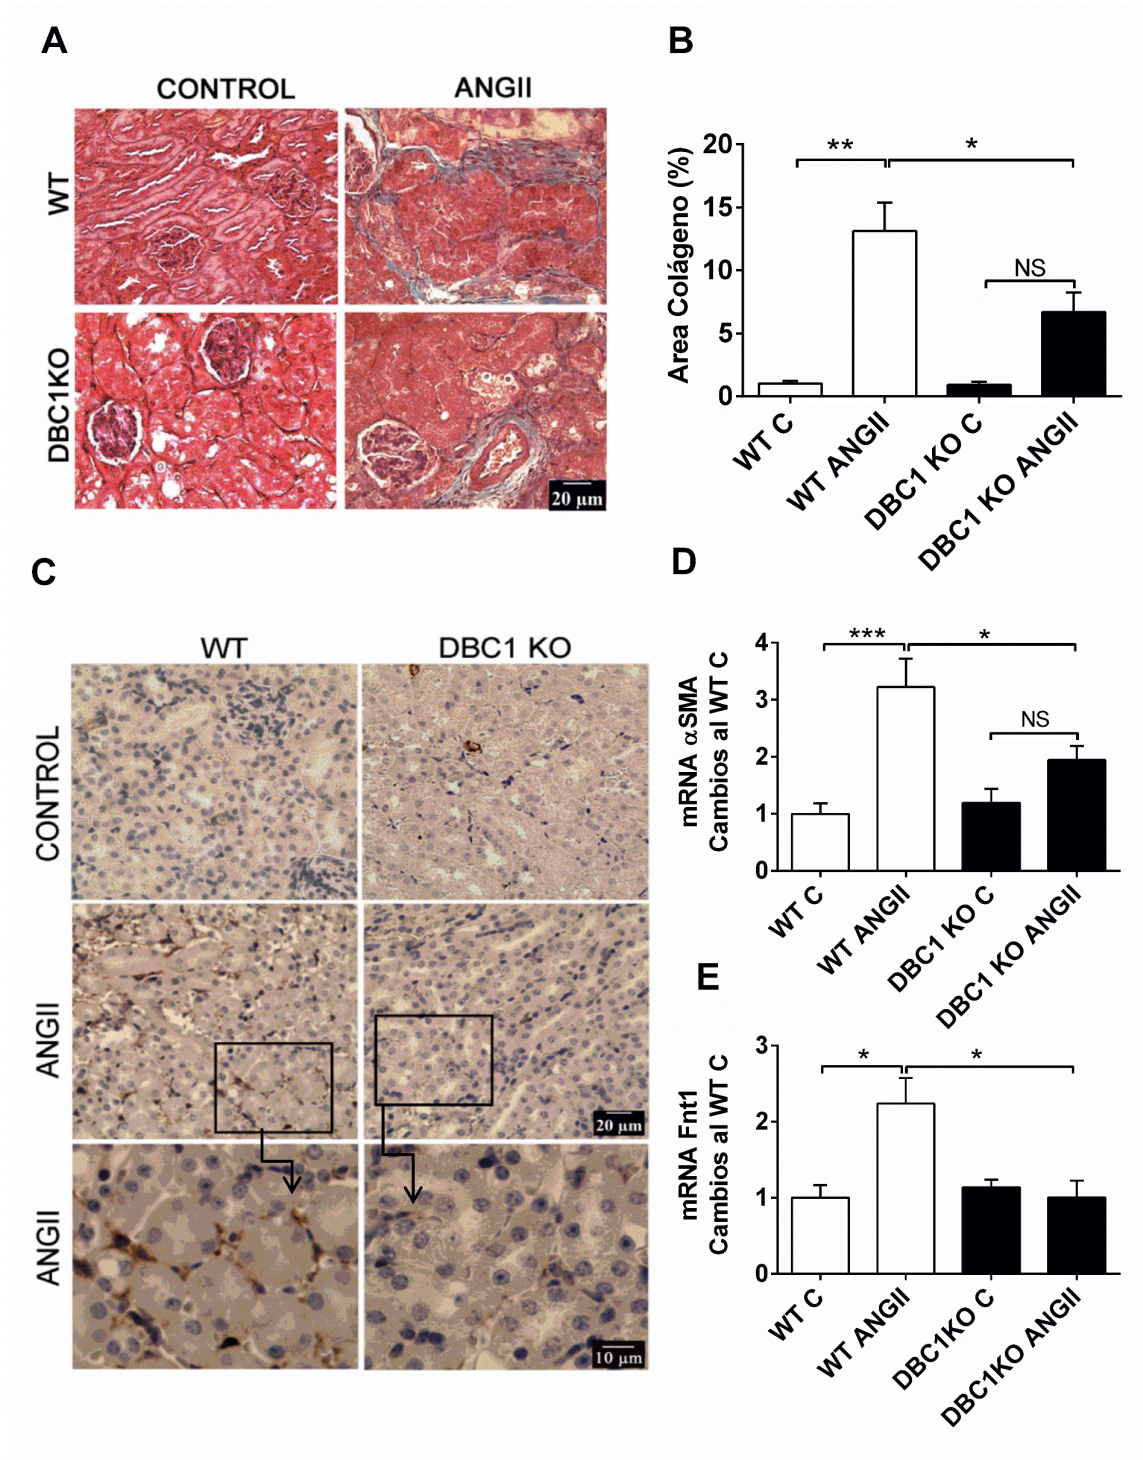 A
CONTROL
ANGII
WT
DBC1KO
20 µm
B
Area Colágeno (%)
20
15
10
5
0
**
*
NS
WT C
WT ANGII
DBC1 KO C
DBC1 KO ANGII
C
WT
DBC1 KO
CONTROL
ANGII
20 µm
ANGII
10 µm
D
mRNA αSMA
Cambios al WT C
4
3
2
1
0
***
*
NS
WT C
WT ANGII
DBC1 KO C
DBC1 KO ANGII
E
mRNA Fnt1
Cambios al WT C
3
2
1
0
*
*
WT C
WT ANGII
DBC1KO C
DBC1KO ANGII